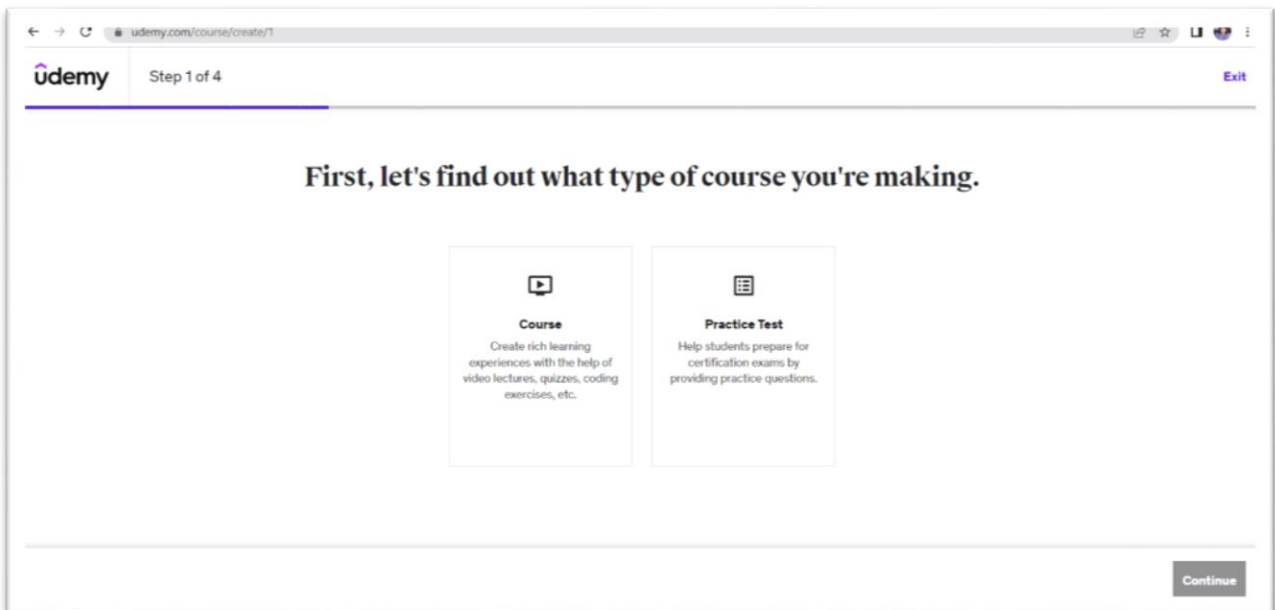 udemy.com/course/create/1
ûdemy
Step 1 of 4
Exit
First, let's find out what type of course you're making.
Course
Create rich learning
experiences with the help of
video lectures, quizzes, coding
exercises, etc.
Practice Test
Help students prepare for
certification exams by
providing practice questions.
Continue